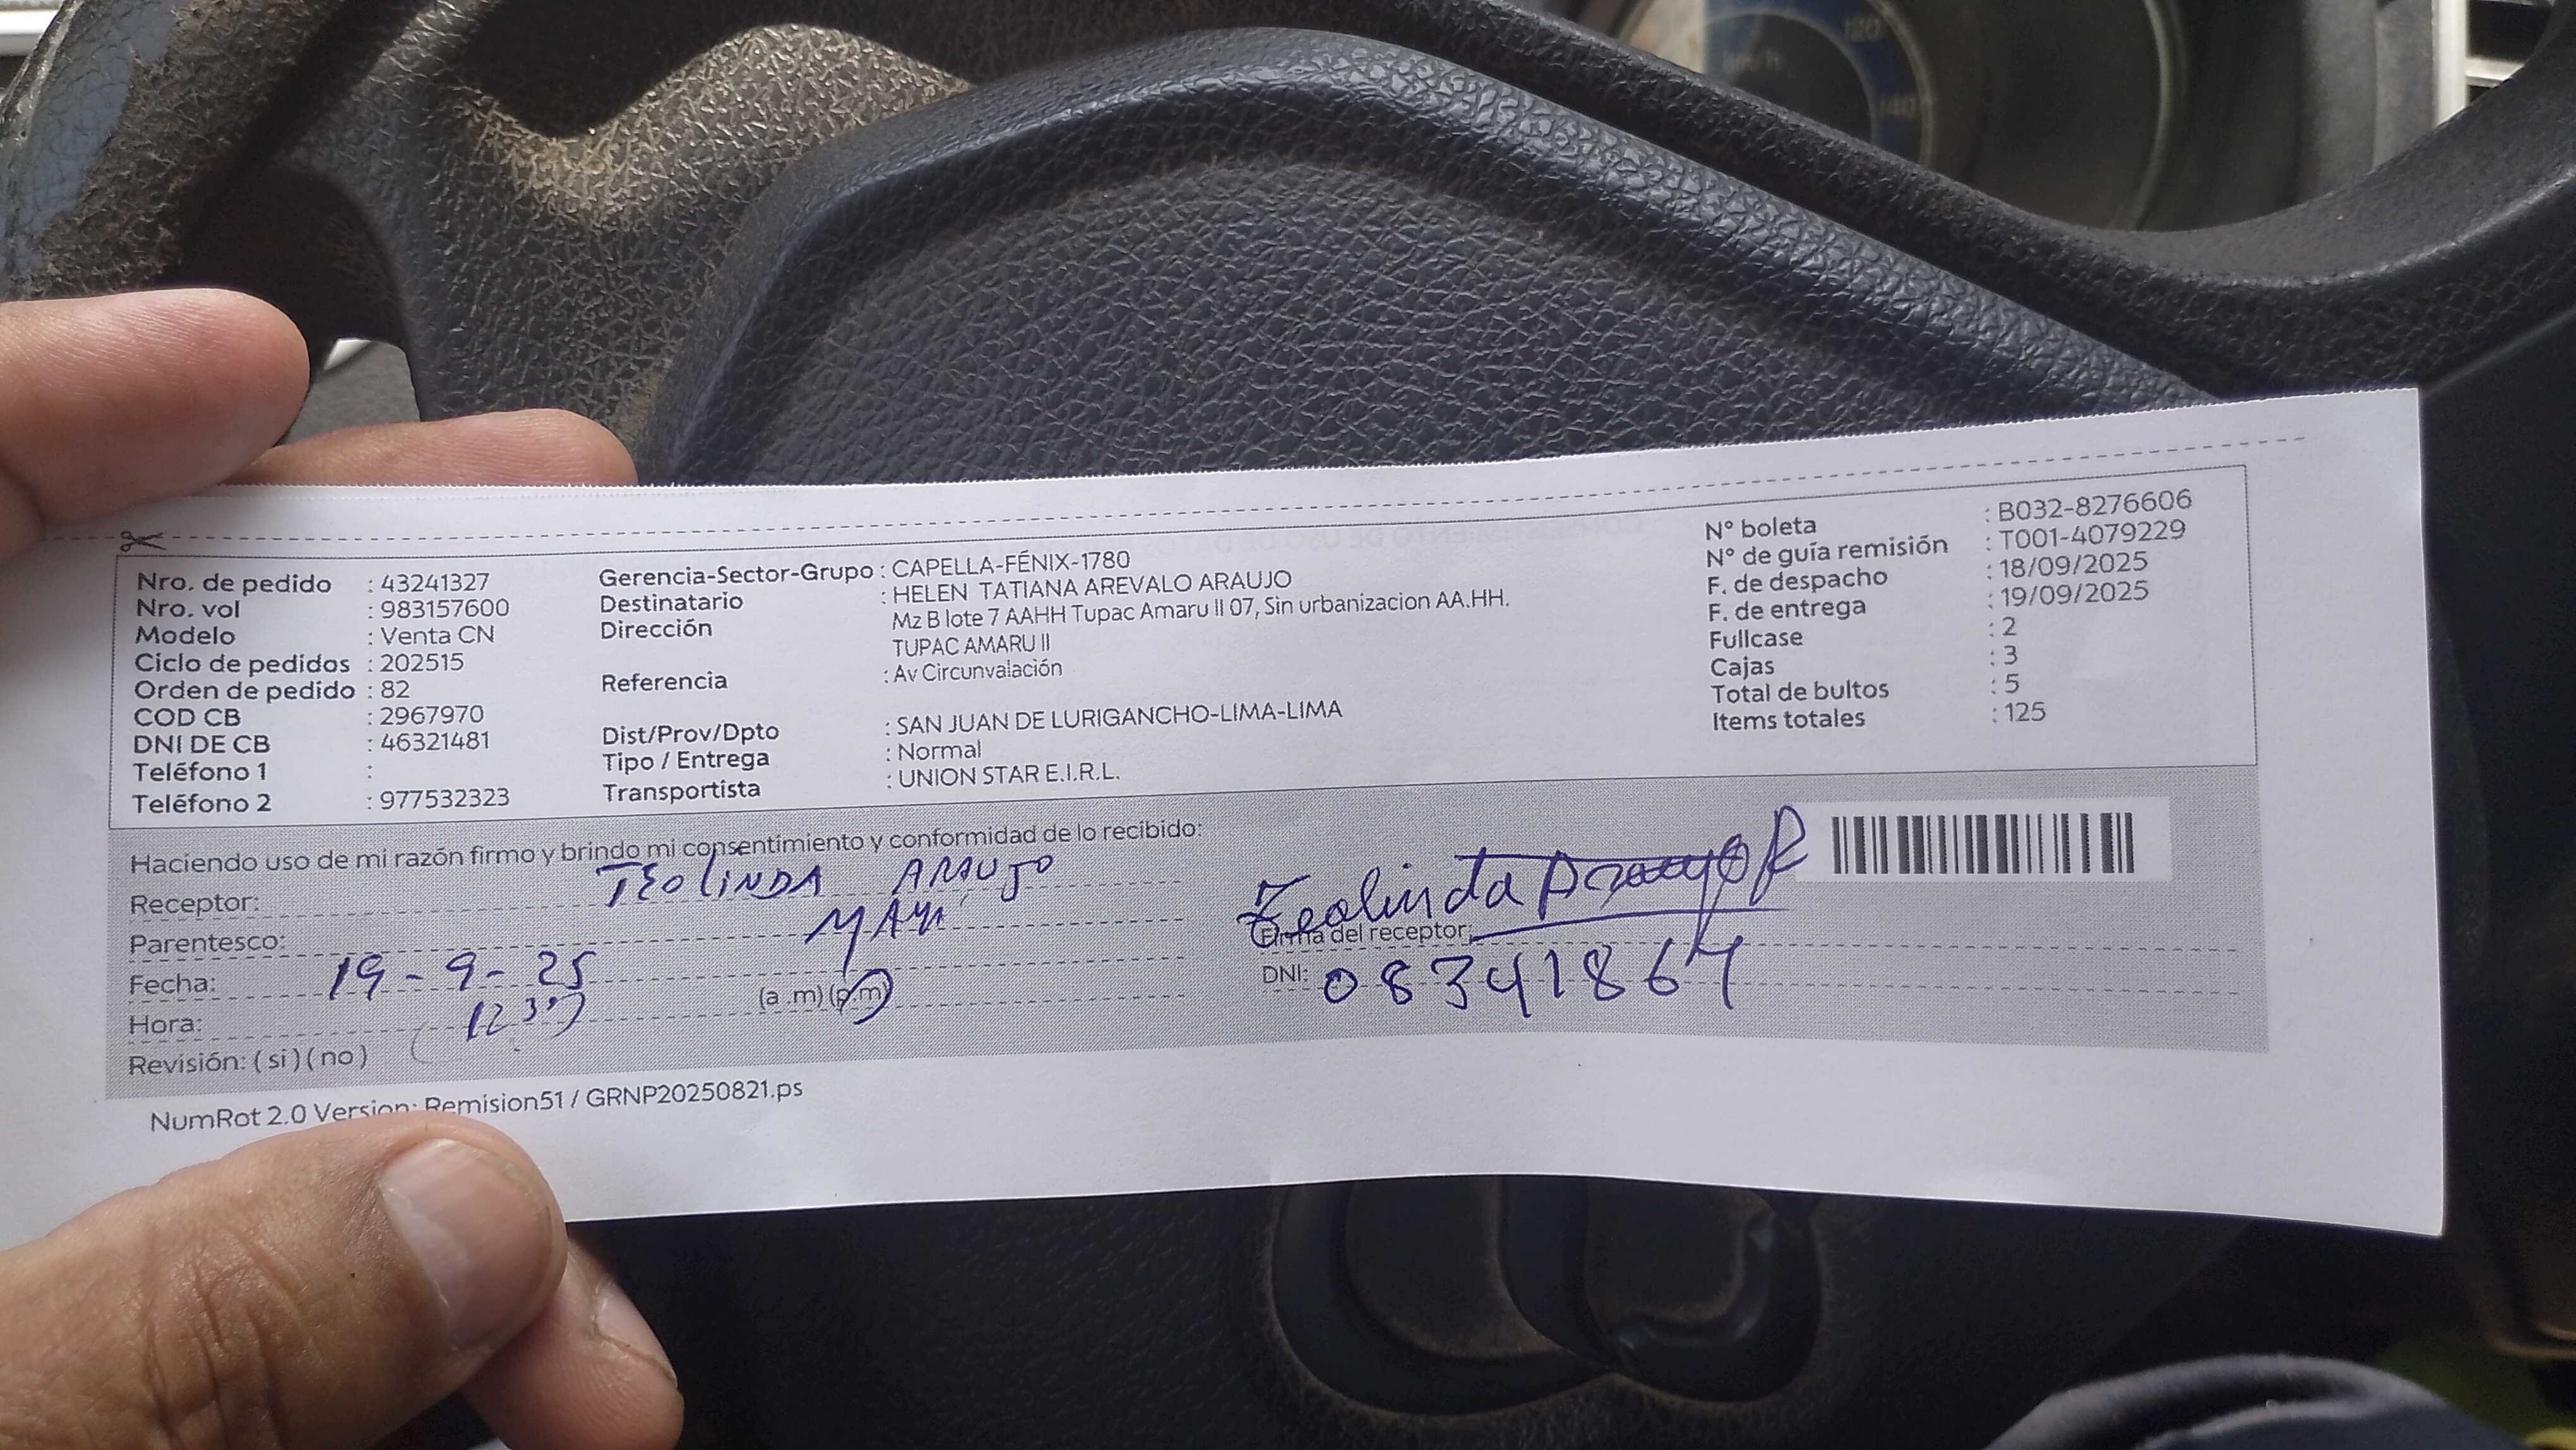 Nro. de pedido : 43241327
Nro. vol : 983157600
Modelo : Venta CN
Ciclo de pedidos : 202515
Orden de pedido : 82
COD CB : 2967970
DNI DE CB : 46321481
Teléfono 1 :
Teléfono 2 : 977532323
Gerencia-Sector-Grupo : CAPELLA-FÉNIX-1780
Destinatario : HELEN TATIANA AREVALO ARAUJO
Dirección Mz B lote 7 AAHH Tupac Amaru II 07, Sin urbanizacion AA.HH.
TUPAC AMARU II
Referencia : Av Circunvalación
Dist/Prov/Dpto : SAN JUAN DE LURIGANCHO-LIMA-LIMA
Tipo / Entrega : Normal
Transportista : UNION STAR E.I.R.L.
N° boleta : B032-8276606
N° de guía remisión : T001-4079229
F. de despacho : 18/09/2025
F. de entrega : 19/09/2025
Fullcase : 2
Cajas : 3
Total de bultos : 5
Items totales : 125
Haciendo uso de mi razón firmo y brindo mi consentimiento y conformidad de lo recibido:
Receptor: TEOLINDA ARAUJO
Parentesco: MAMÁ
Fecha: 19-9-25
Hora: (a .m) (p.m)
Revisión: ( si ) ( no )
Teolinda Araujo R
Firma del receptor:
DNI: 08341867
NumRot 2.0 Version: Remision51 / GRNP20250821.ps
120
140